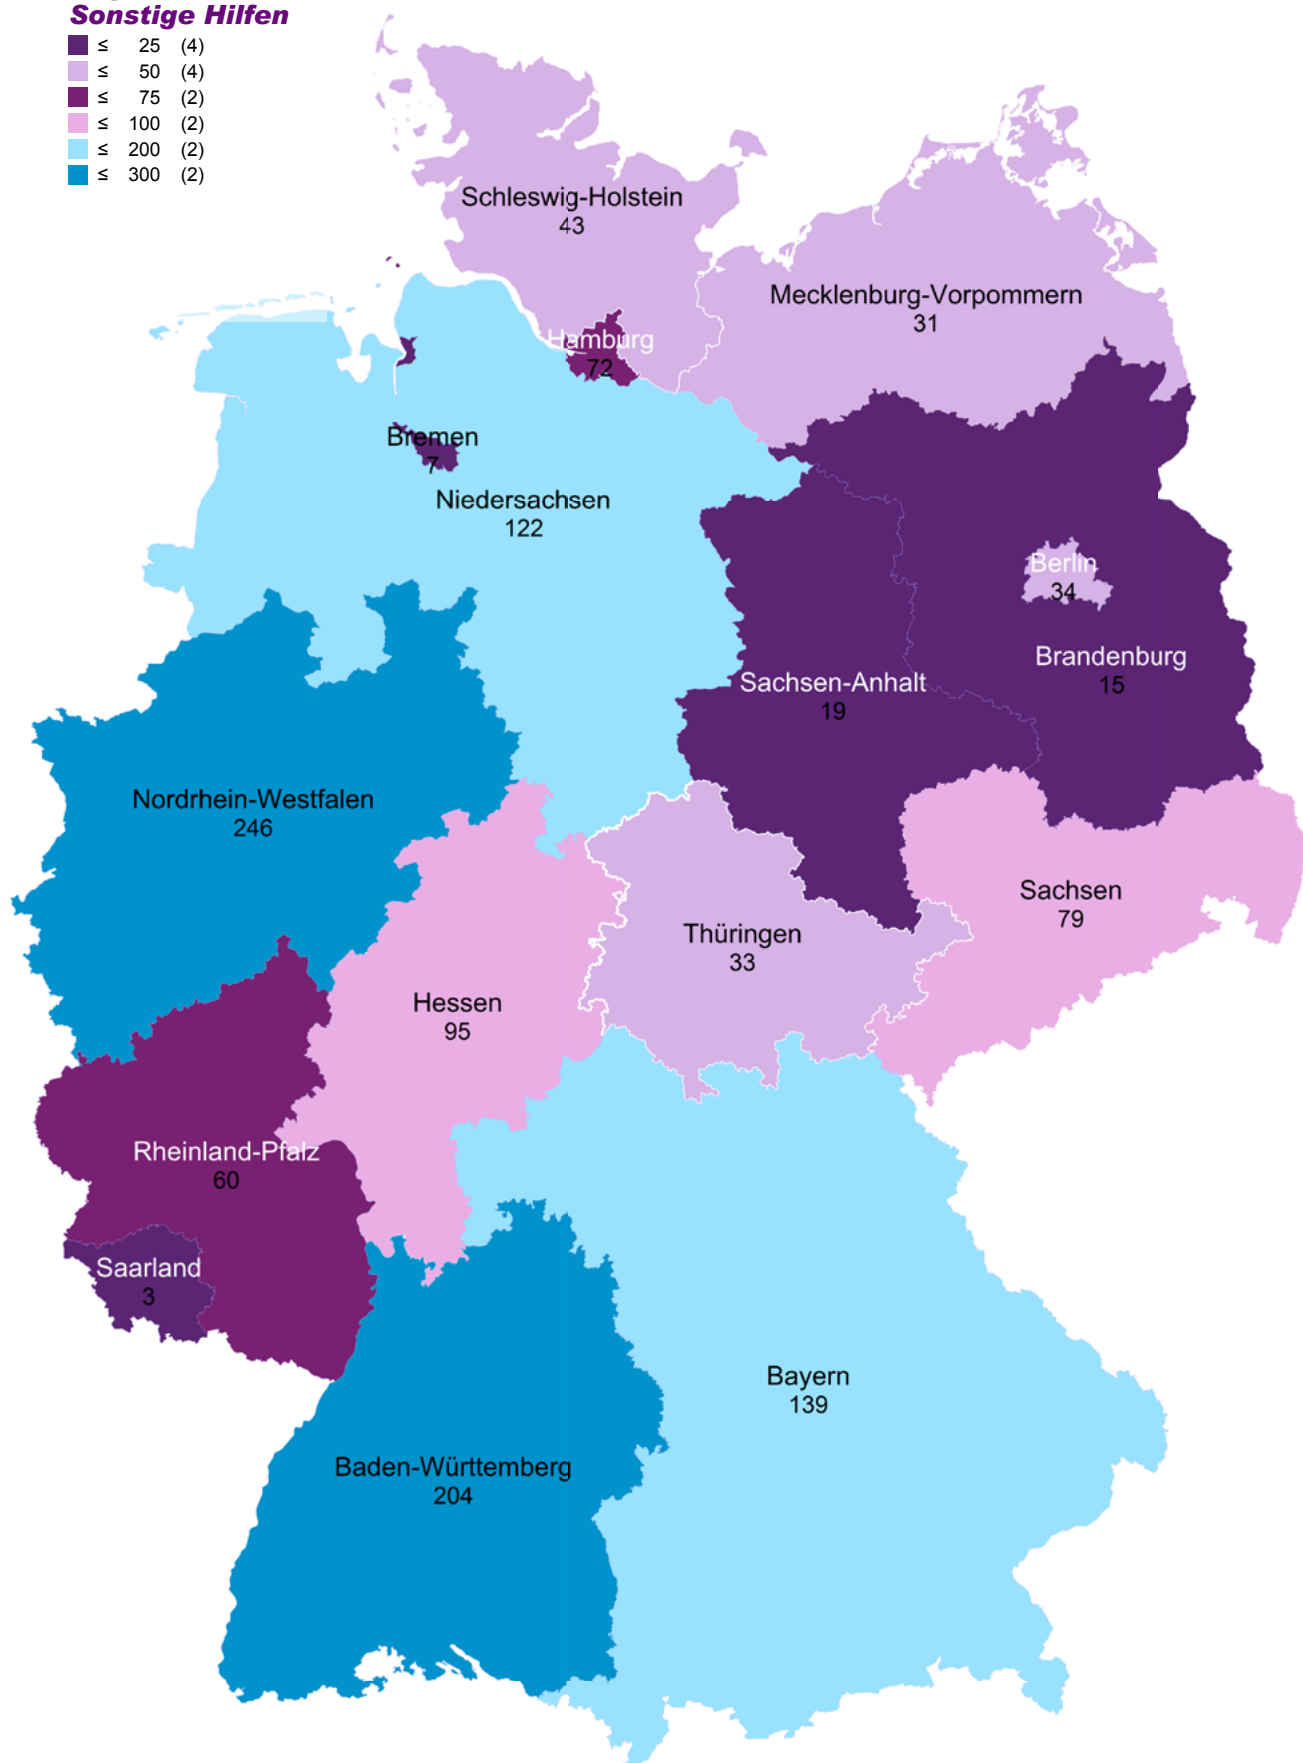 Sonstige Hilfen
≤ 25 (4)
≤ 50 (4)
≤ 75 (2)
≤ 100 (2)
≤ 200 (2)
≤ 300 (2)
Schleswig-Holstein
43
Mecklenburg-Vorpommern
31
Hamburg
72
Bremen
7
Niedersachsen
122
Berlin
34
Brandenburg
15
Sachsen-Anhalt
19
Nordrhein-Westfalen
246
Sachsen
79
Thüringen
33
Hessen
95
Rheinland-Pfalz
60
Saarland
3
Bayern
139
Baden-Württemberg
204